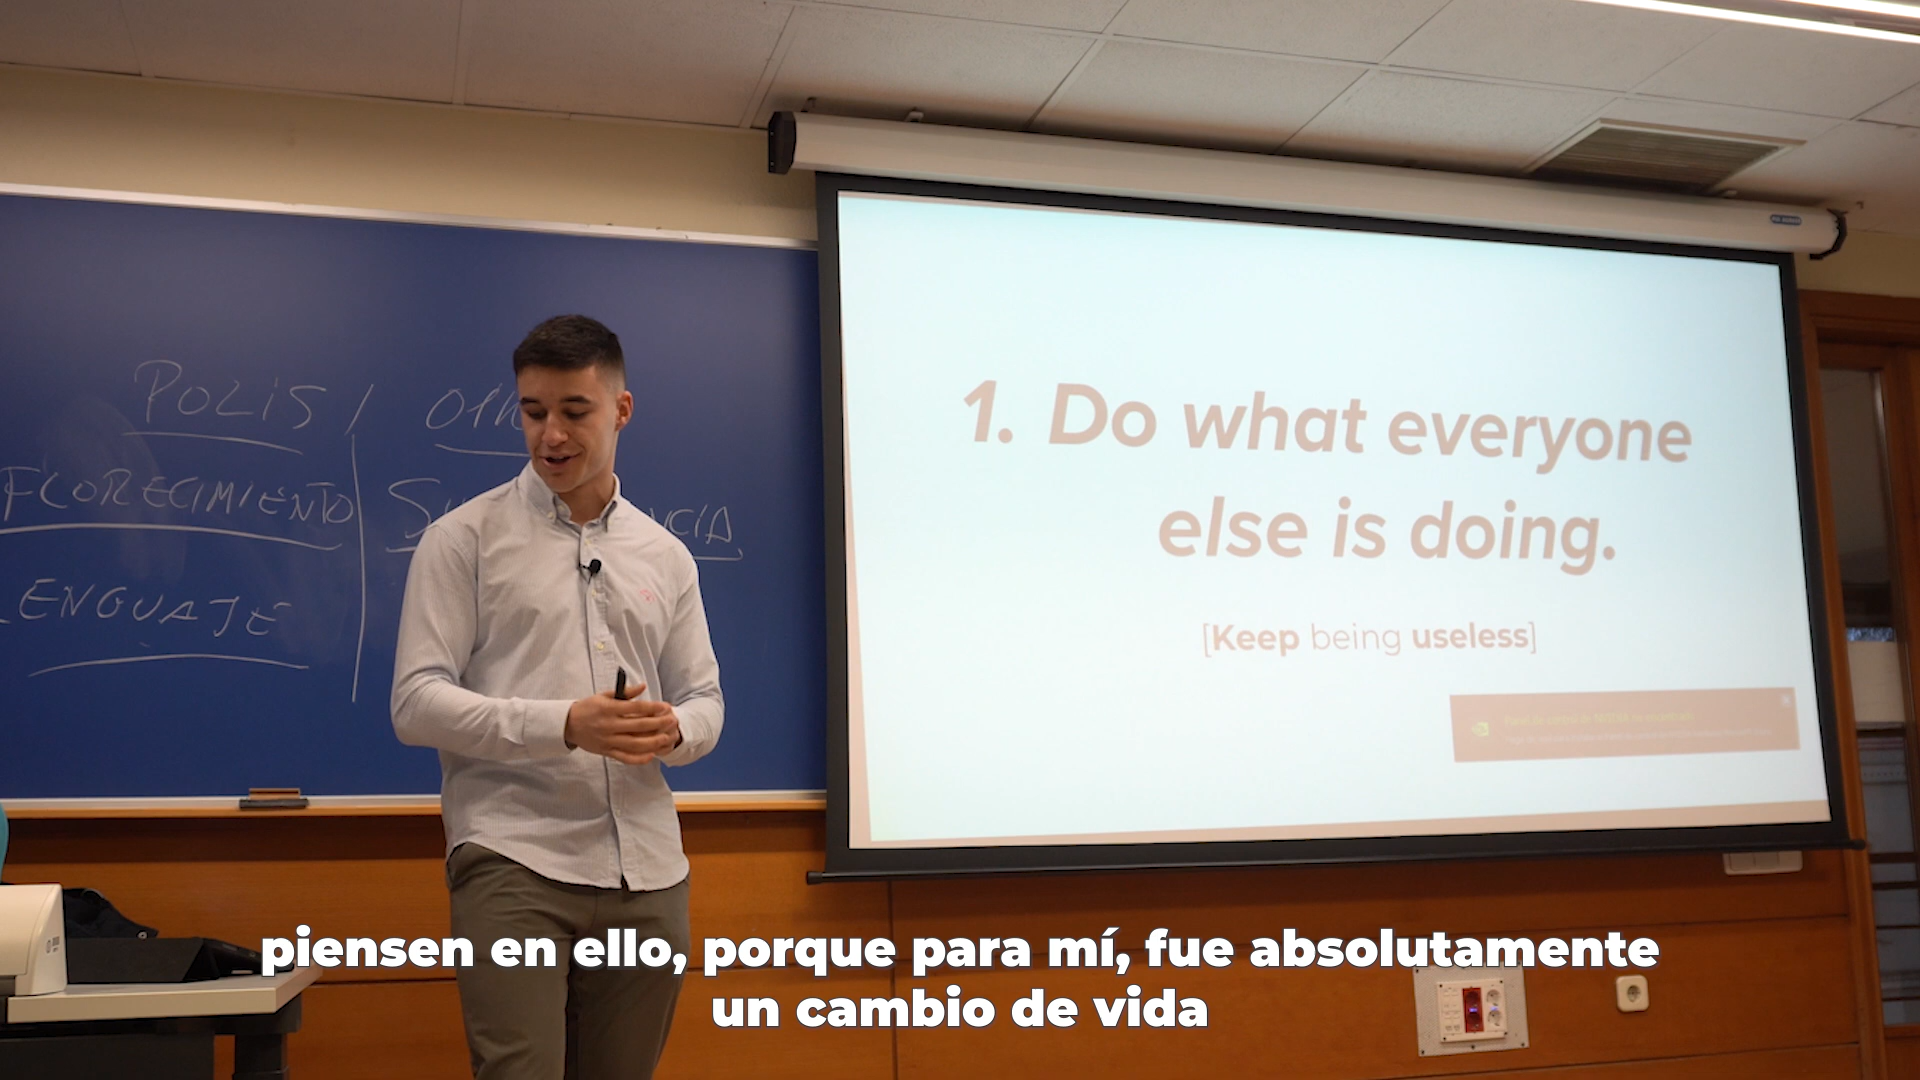 POLIS /
FLORECIMIENTO
LENGUAJE
1. Do what everyone
else is doing.
[Keep being useless]
piensen en ello, porque para mí, fue absolutamente
un cambio de vida